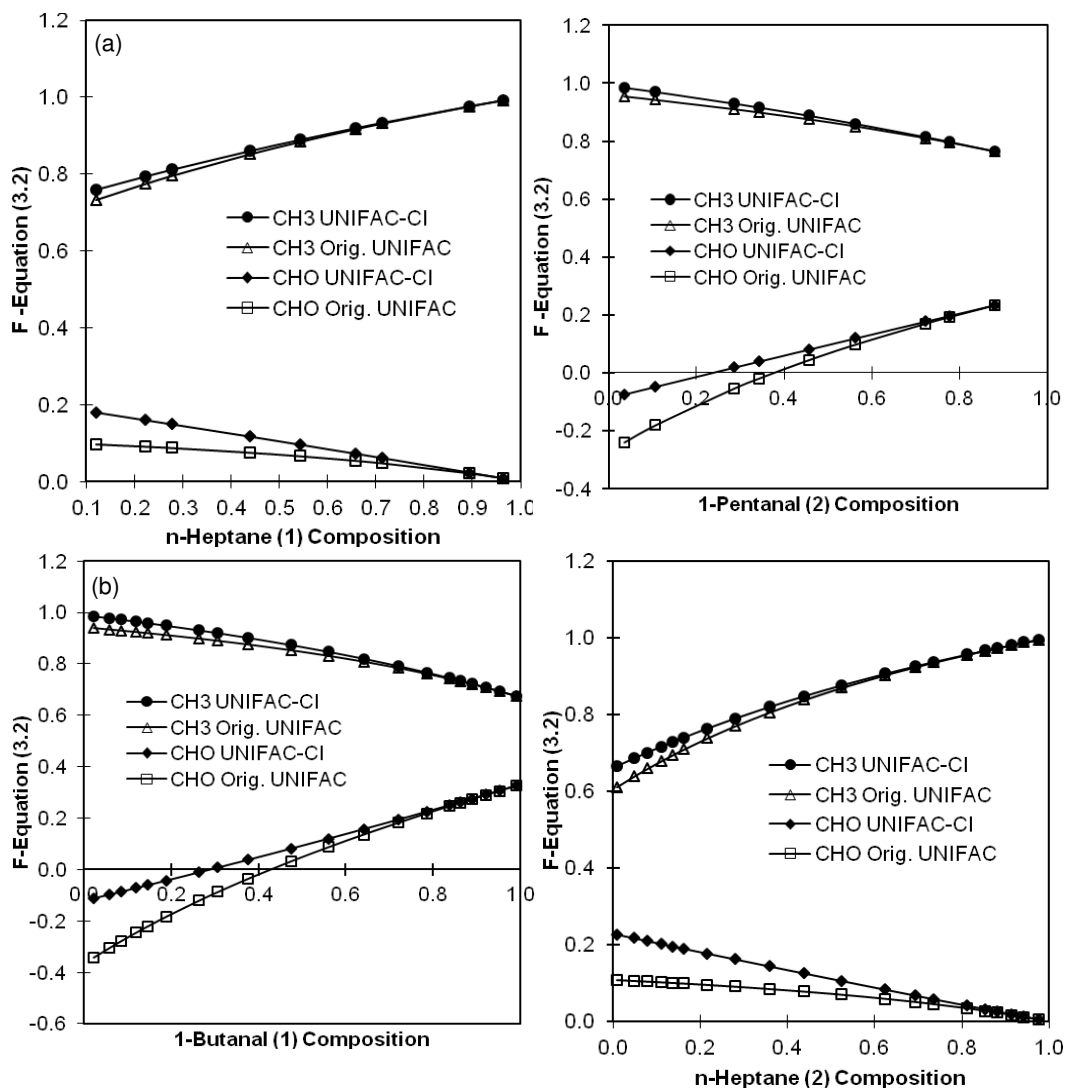 (a)
1.2
1.0
0.8
0.6
0.4
0.2
0.0
F -Equation (3.2)
CH3 UNIFAC-CI
CH3 Orig. UNIFAC
CHO UNIFAC-CI
CHO Orig. UNIFAC
0.1 0.2 0.3 0.4 0.5 0.6 0.7 0.8 0.9 1.0
n-Heptane (1) Composition
1.2
1.0
0.8
0.6
0.4
0.2
0.0
-0.2
-0.4
F -Equation (3.2)
CH3 UNIFAC-CI
CH3 Orig. UNIFAC
CHO UNIFAC-CI
CHO Orig. UNIFAC
0.0 0.2 0.4 0.6 0.8 1.0
1-Pentanal (2) Composition
(b)
1.2
1.0
0.8
0.6
0.4
0.2
0.0
-0.2
-0.4
-0.6
F-Equation (3.2)
CH3 UNIFAC-CI
CH3 Orig. UNIFAC
CHO UNIFAC-CI
CHO Orig. UNIFAC
0.0 0.2 0.4 0.6 0.8 1.0
1-Butanal (1) Composition
1.2
1.0
0.8
0.6
0.4
0.2
0.0
F-Equation (3.2)
CH3 UNIFAC-CI
CH3 Orig. UNIFAC
CHO UNIFAC-CI
CHO Orig. UNIFAC
0.0 0.2 0.4 0.6 0.8 1.0
n-Heptane (2) Composition